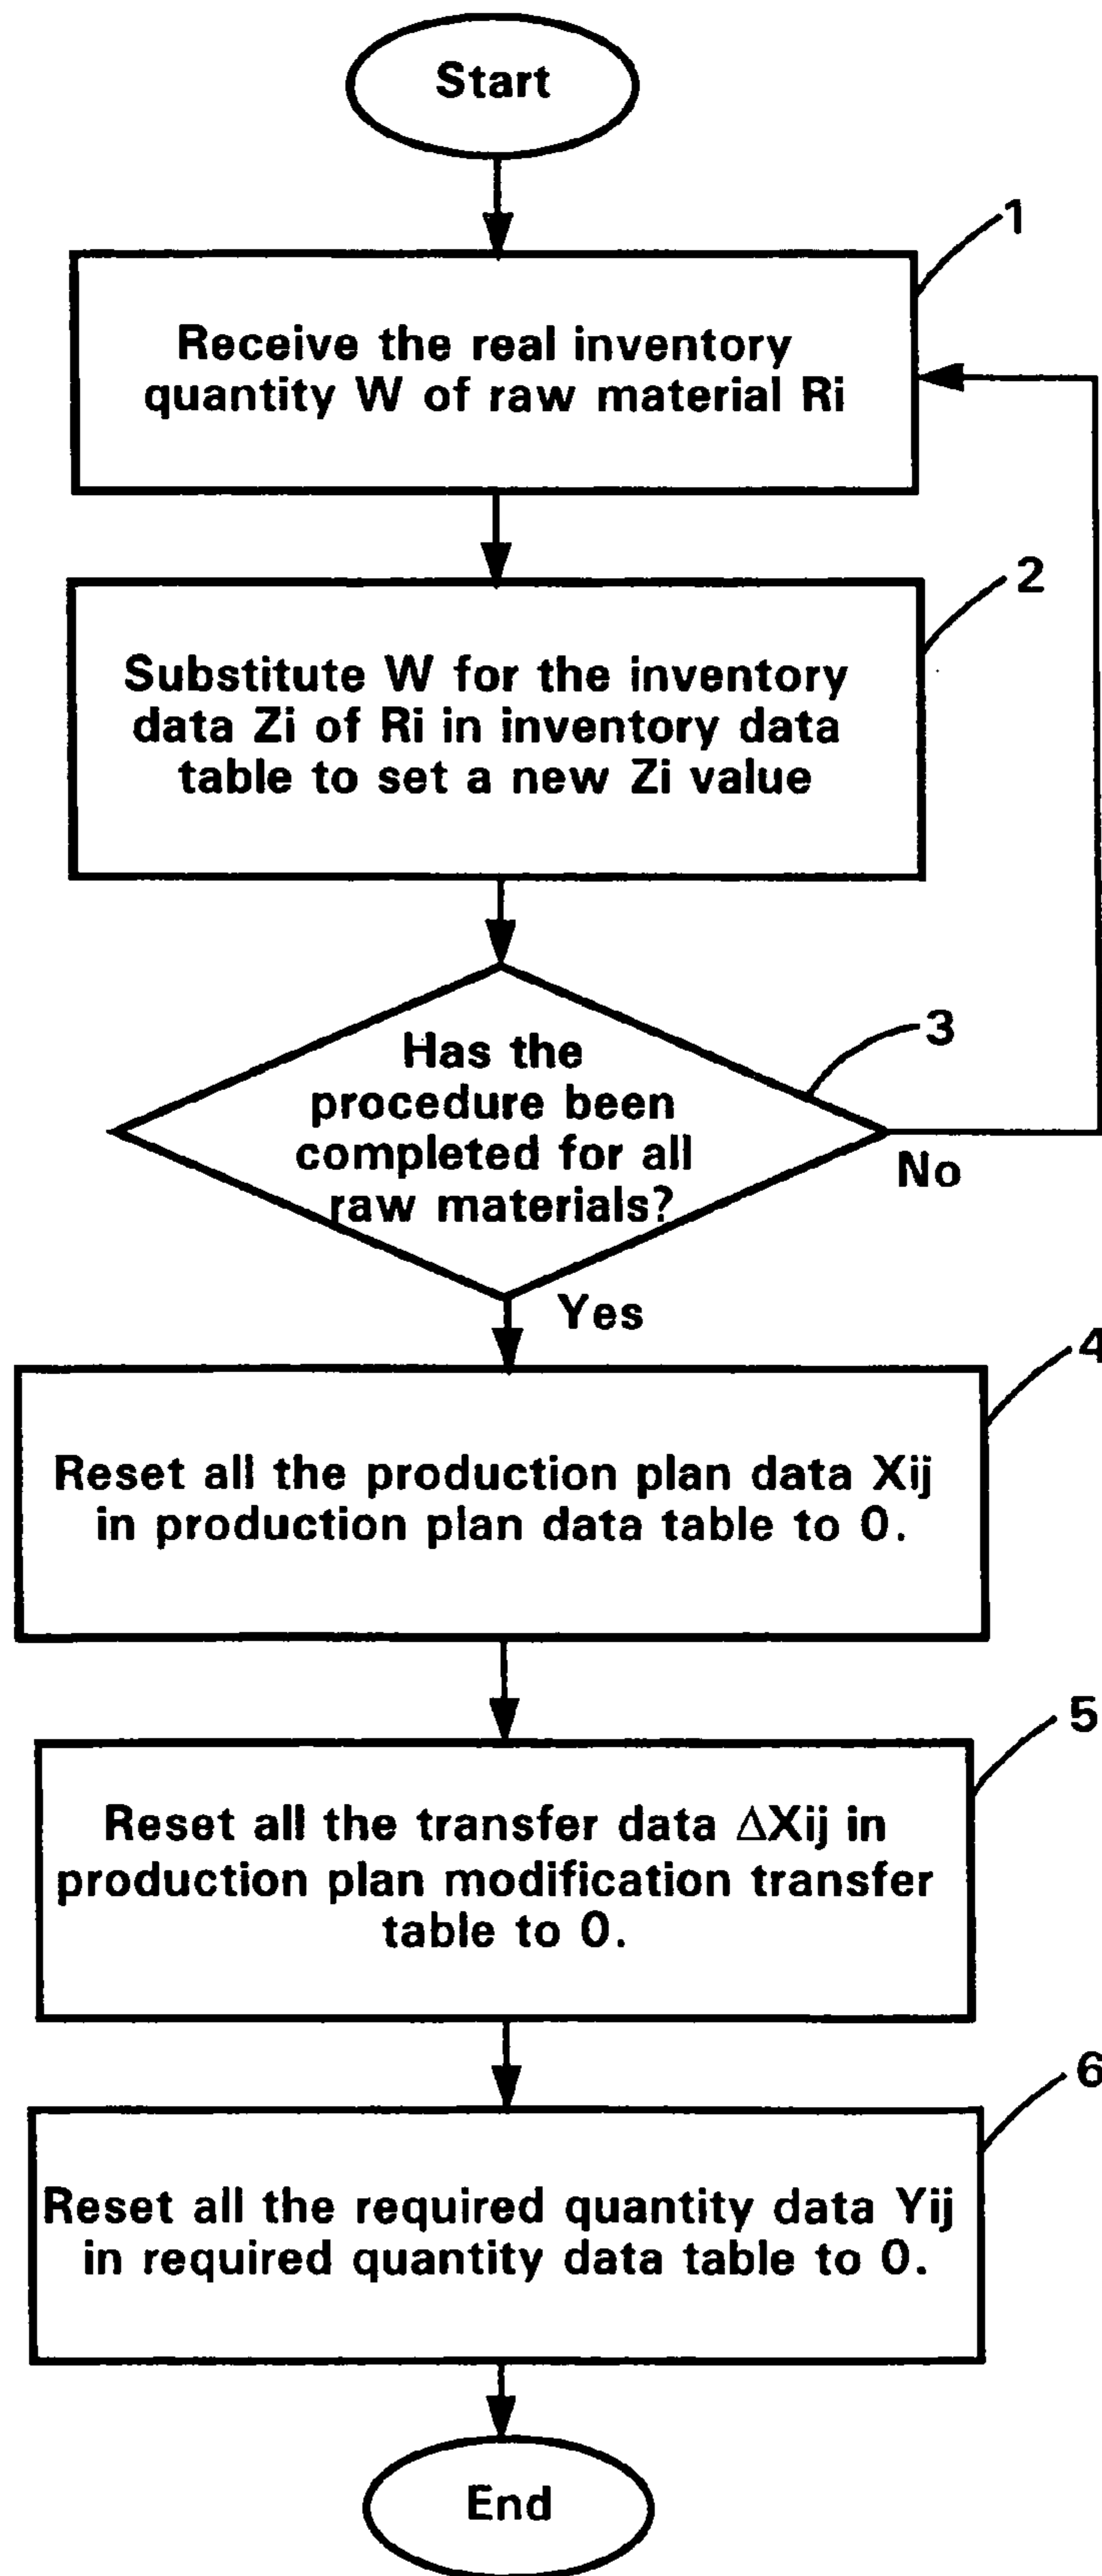 Start
1
Receive the real inventory
quantity W of raw material Ri
2
Substitute W for the inventory
data Zi of Ri in inventory data
table to set a new Zi value
3
Has the
procedure been
completed for all
raw materials?
No
Yes
4
Reset all the production plan data Xij
in production plan data table to 0.
5
Reset all the transfer data ΔXij in
production plan modification transfer
table to 0.
6
Reset all the required quantity data Yij
in required quantity data table to 0.
End